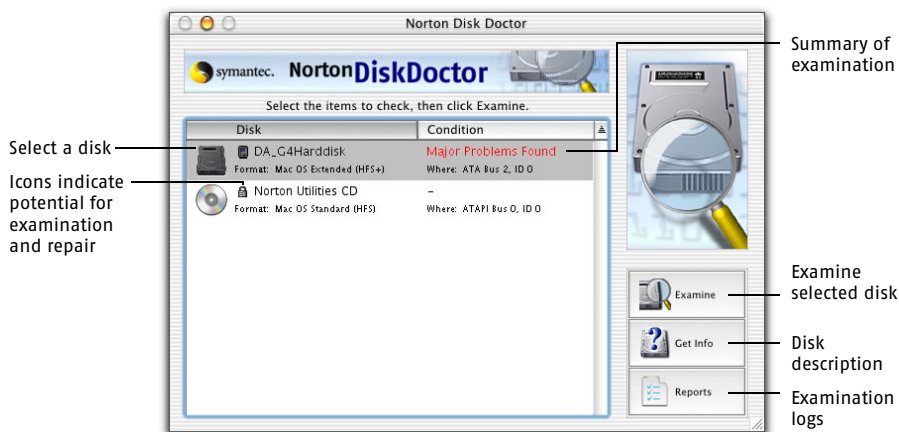 Norton Disk Doctor
symantec. Norton DiskDoctor
Select the items to check, then click Examine.
Disk Condition
DA_G4Harddisk Major Problems Found
Format: Mac OS Extended (HFS+) Where: ATA Bus 2, ID 0
Norton Utilities CD –
Format: Mac OS Standard (HFS) Where: ATAPI Bus 0, ID 0
Examine
Get Info
Reports
Select a disk
Icons indicate
potential for
examination
and repair
Summary of
examination
Examine
selected disk
Disk
description
Examination
logs